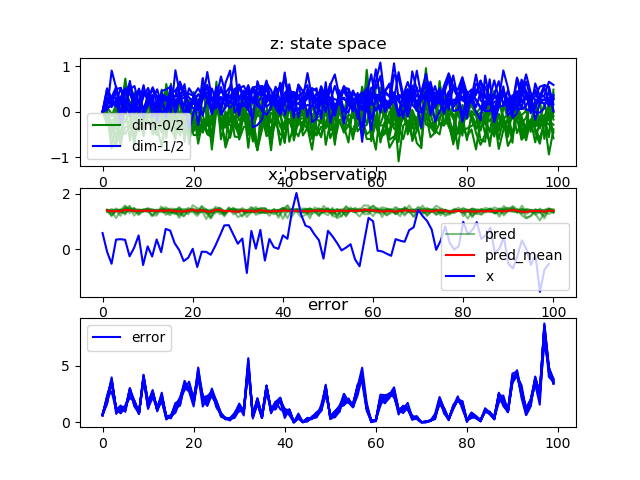 z: state space
1
0
−1
dim-0/2
dim-1/2
0 20 40 60 80 100
x: observation
2
0
pred
pred_mean
x
0 20 40 60 80 100
error
5
0
error
0 20 40 60 80 100